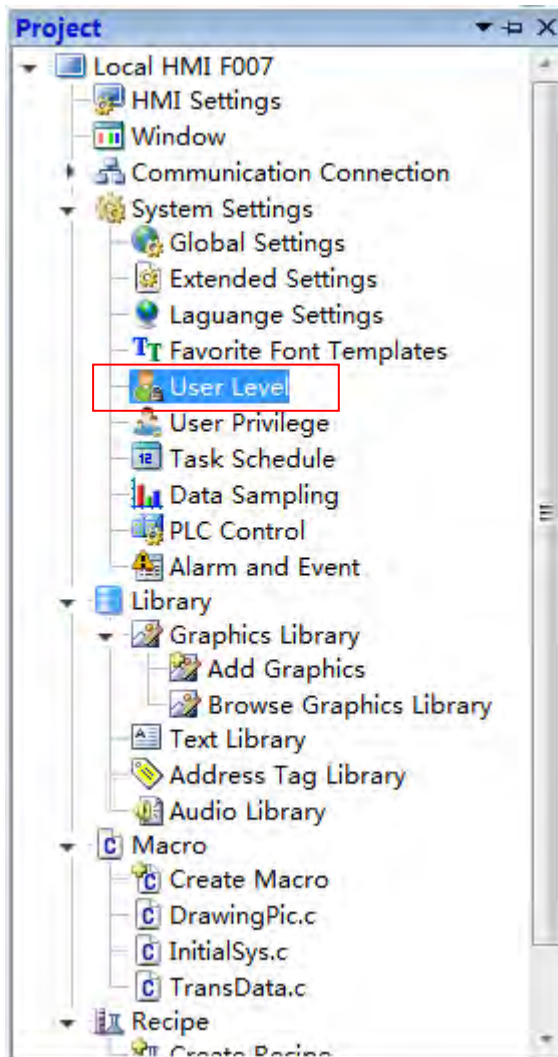 Project
Local HMI F007
HMI Settings
Window
Communication Connection
System Settings
Global Settings
Extended Settings
Laguange Settings
Favorite Font Templates
User Level
User Privilege
Task Schedule
Data Sampling
PLC Control
Alarm and Event
Library
Graphics Library
Add Graphics
Browse Graphics Library
Text Library
Address Tag Library
Audio Library
Macro
Create Macro
DrawingPic.c
InitialSys.c
TransData.c
Recipe
Create Recipe